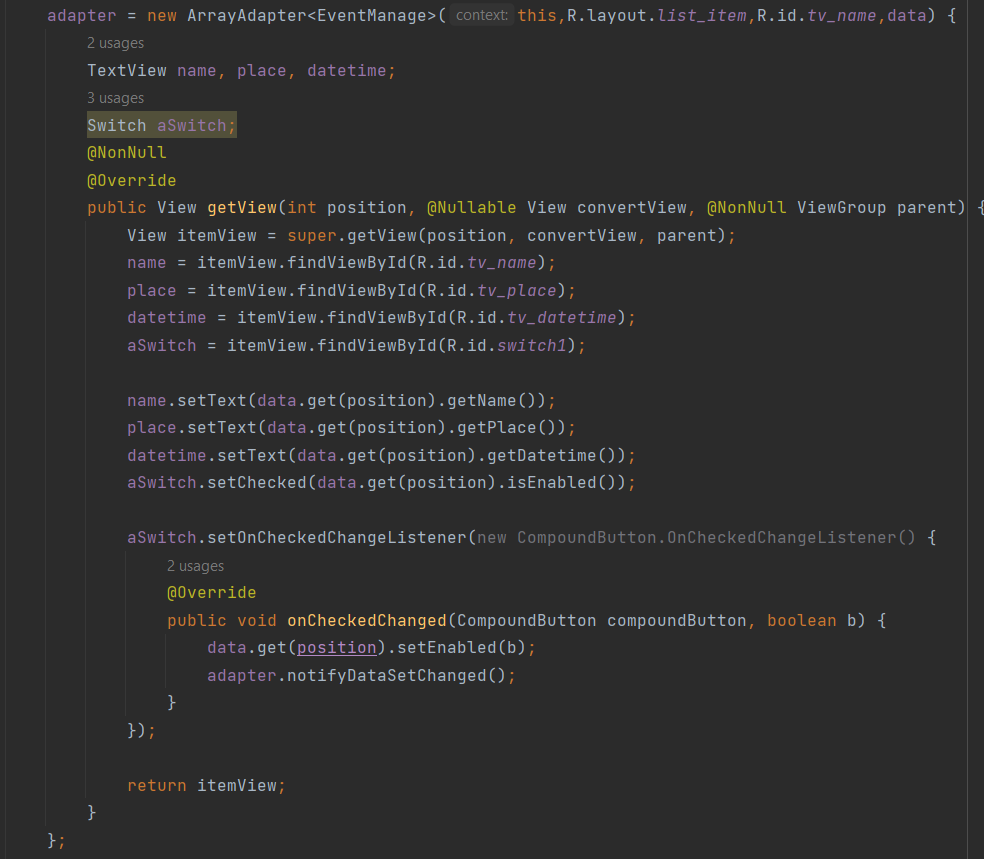 adapter = new ArrayAdapter<EventManage>( context: this,R.layout.list_item,R.id.tv_name,data) {
2 usages
TextView name, place, datetime;
3 usages
Switch aSwitch;
@NonNull
@Override
public View getView(int position, @Nullable View convertView, @NonNull ViewGroup parent) {
View itemView = super.getView(position, convertView, parent);
name = itemView.findViewById(R.id.tv_name);
place = itemView.findViewById(R.id.tv_place);
datetime = itemView.findViewById(R.id.tv_datetime);
aSwitch = itemView.findViewById(R.id.switch1);
name.setText(data.get(position).getName());
place.setText(data.get(position).getPlace());
datetime.setText(data.get(position).getDatetime());
aSwitch.setChecked(data.get(position).isEnabled());
aSwitch.setOnCheckedChangeListener(new CompoundButton.OnCheckedChangeListener() {
2 usages
@Override
public void onCheckedChanged(CompoundButton compoundButton, boolean b) {
data.get(position).setEnabled(b);
adapter.notifyDataSetChanged();
}
});
return itemView;
}
};